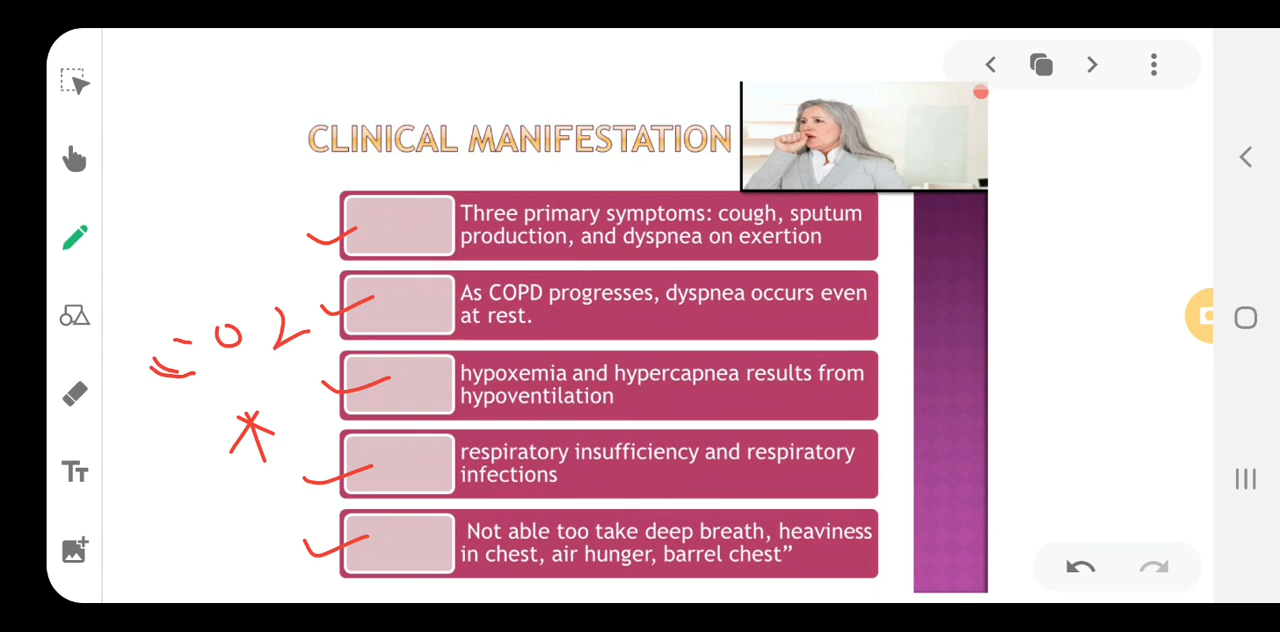 CLINICAL MANIFESTATION
Three primary symptoms: cough, sputum
production, and dyspnea on exertion
As COPD progresses, dyspnea occurs even
at rest.
hypoxemia and hypercapnea results from
hypoventilation
respiratory insufficiency and respiratory
infections
Not able too take deep breath, heaviness
in chest, air hunger, barrel chest”
TT